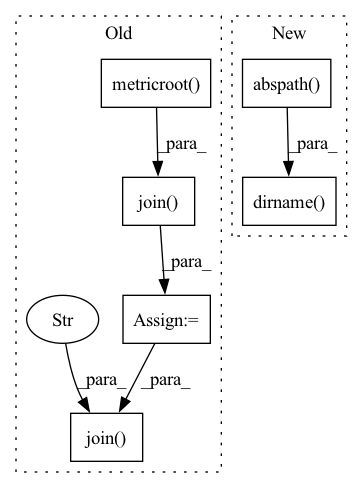 Old
New
metricroot()
abspath()
_para_
_para_
join()
dirname()
_para_
Str
Assign:=
_para_
_para_
join()